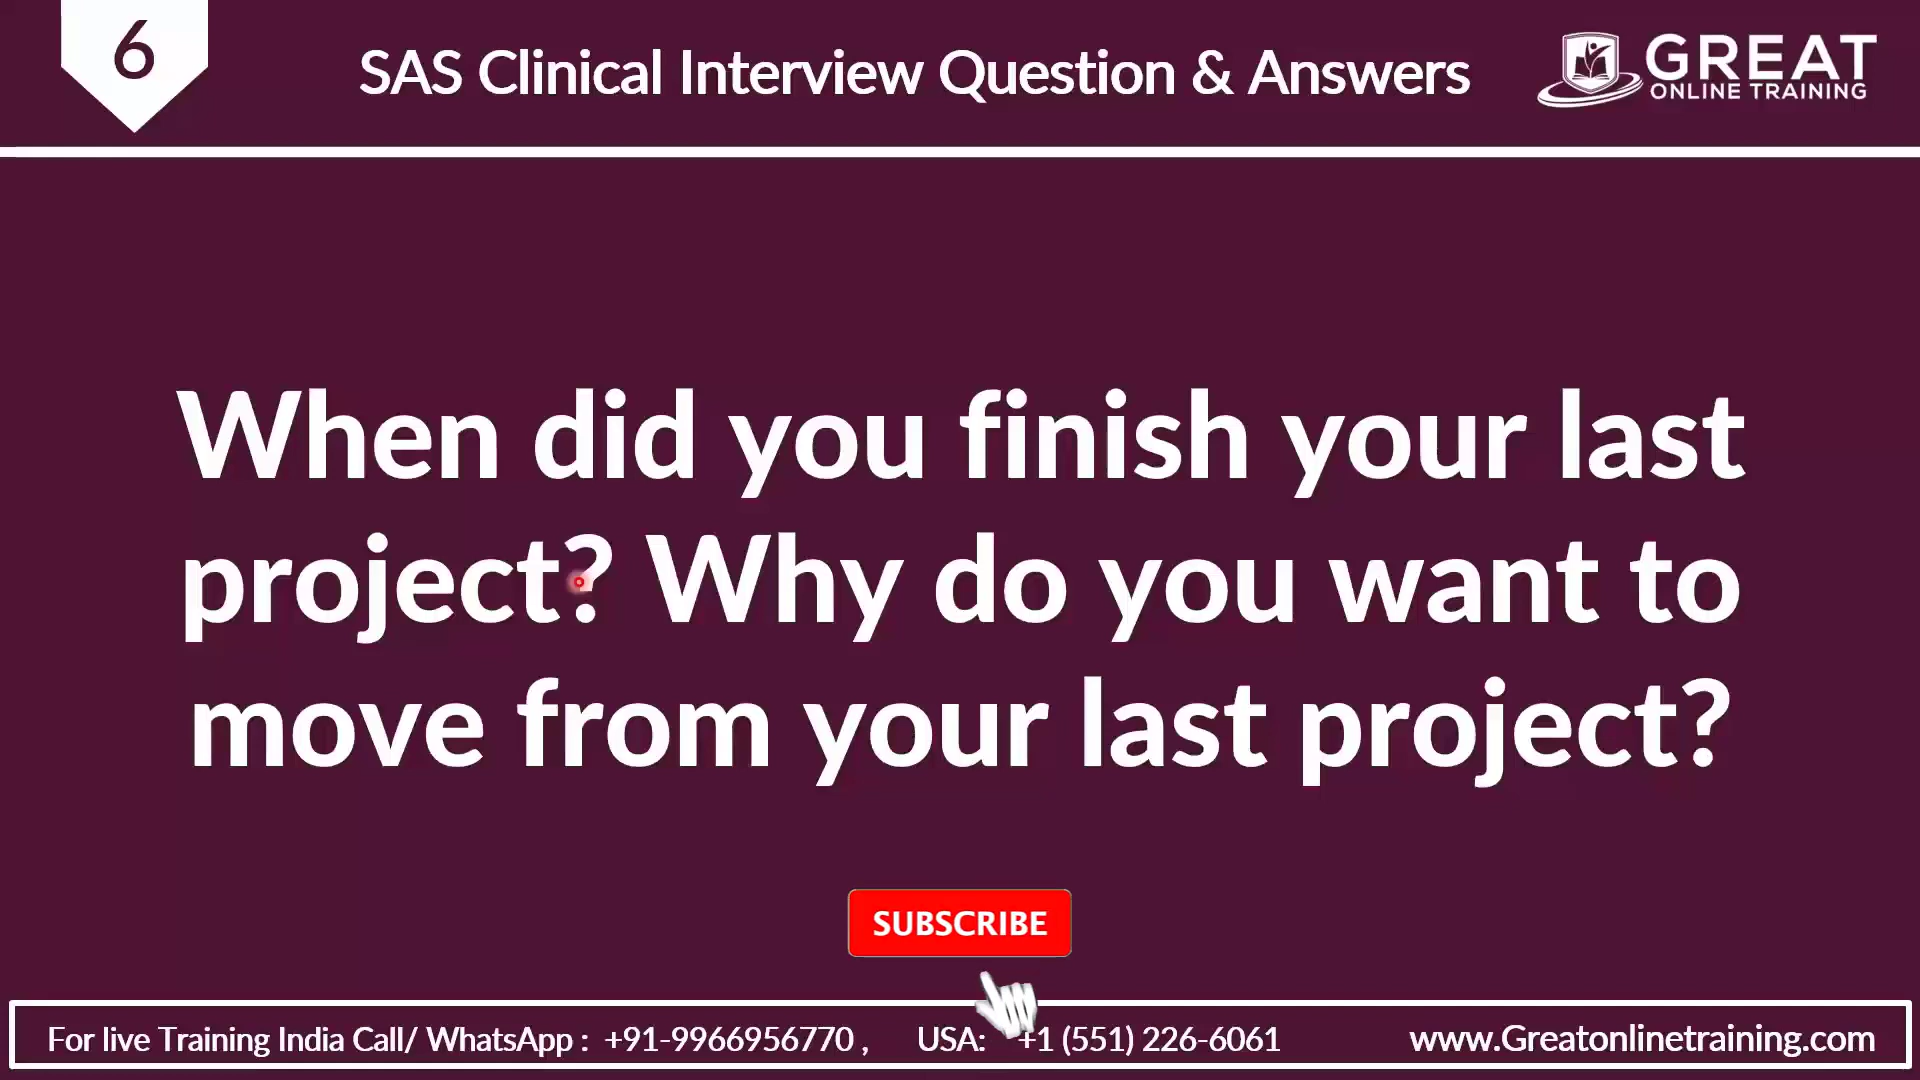 6
SAS Clinical Interview Question & Answers
GREAT
ONLINE TRAINING
When did you finish your last
project? Why do you want to
move from your last project?
SUBSCRIBE
For live Training India Call/ WhatsApp : +91-9966956770 , USA: +1 (551) 226-6061 www.Greatonlinetraining.com